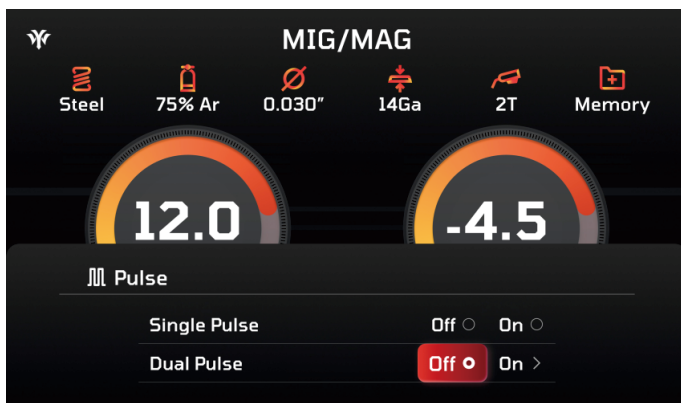 MIG/MAG
Steel 75% Ar 0.030" 14Ga 2T Memory
12.0 -4.5
Pulse
Single Pulse Off On
Dual Pulse Off On >